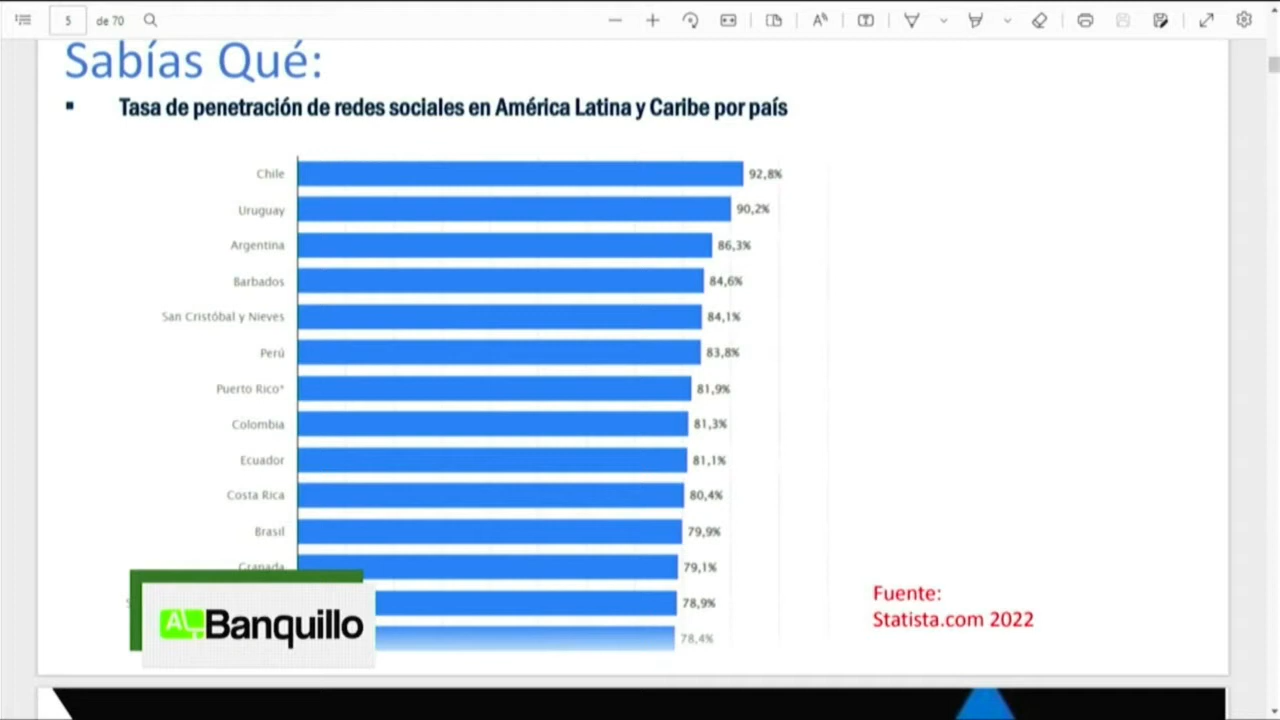 5 de 70
Sabías Qué:
▪ Tasa de penetración de redes sociales en América Latina y Caribe por país
Chile 92,8%
Uruguay 90,2%
Argentina 86,3%
Barbados 84,6%
San Cristóbal y Nieves 84,1%
Perú 83,8%
Puerto Rico* 81,9%
Colombia 81,3%
Ecuador 81,1%
Costa Rica 80,4%
Brasil 79,9%
Granada 79,1%
78,9%
78,4%
AL Banquillo
Fuente:
Statista.com 2022